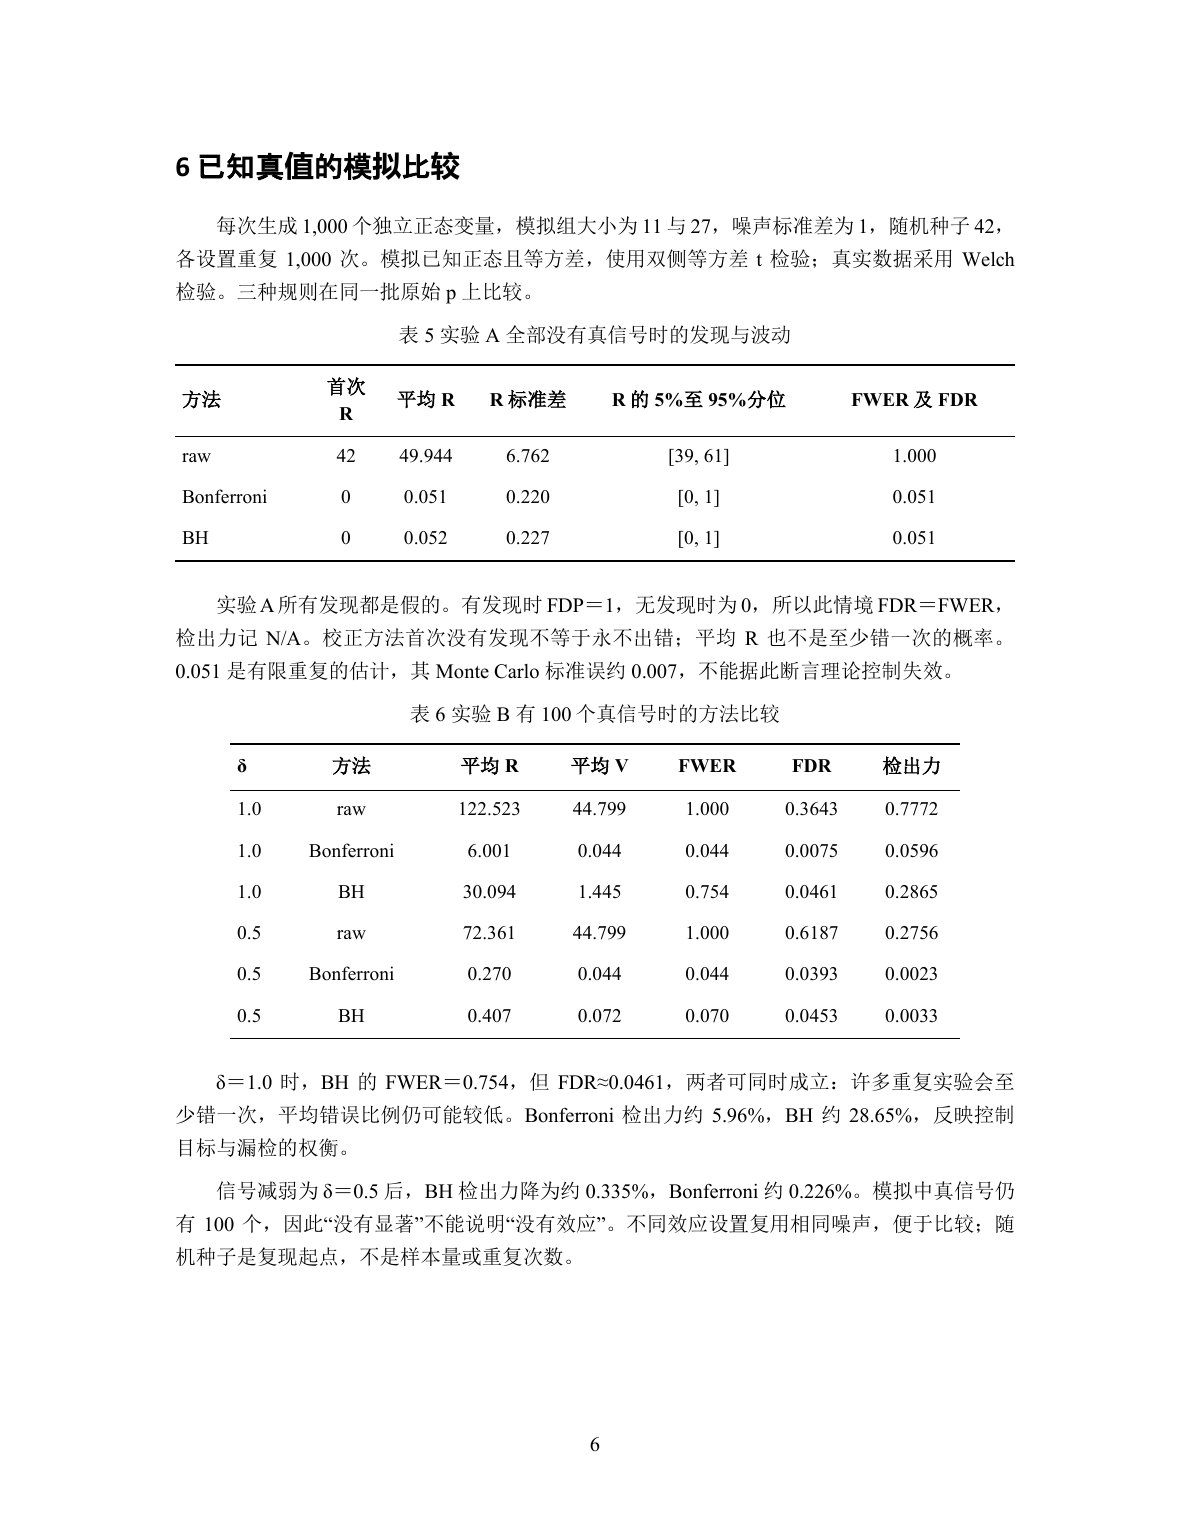 6 已知真值的模拟比较
每次生成 1,000 个独立正态变量，模拟组大小为 11 与 27，噪声标准差为 1，随机种子 42，
各设置重复 1,000 次。模拟已知正态且等方差，使用双侧等方差 t 检验；真实数据采用 Welch
检验。三种规则在同一批原始 p 上比较。
表 5 实验 A 全部没有真信号时的发现与波动
方法 首次 R 平均 R R 标准差 R 的 5%至 95%分位 FWER 及 FDR
raw 42 49.944 6.762 [39, 61] 1.000
Bonferroni 0 0.051 0.220 [0, 1] 0.051
BH 0 0.052 0.227 [0, 1] 0.051
实验 A 所有发现都是假的。有发现时 FDP＝1，无发现时为 0，所以此情境 FDR＝FWER，
检出力记 N/A。校正方法首次没有发现不等于永不出错；平均 R 也不是至少错一次的概率。
0.051 是有限重复的估计，其 Monte Carlo 标准误约 0.007，不能据此断言理论控制失效。
表 6 实验 B 有 100 个真信号时的方法比较
δ 方法 平均 R 平均 V FWER FDR 检出力
1.0 raw 122.523 44.799 1.000 0.3643 0.7772
1.0 Bonferroni 6.001 0.044 0.044 0.0075 0.0596
1.0 BH 30.094 1.445 0.754 0.0461 0.2865
0.5 raw 72.361 44.799 1.000 0.6187 0.2756
0.5 Bonferroni 0.270 0.044 0.044 0.0393 0.0023
0.5 BH 0.407 0.072 0.070 0.0453 0.0033
δ＝1.0 时，BH 的 FWER＝0.754，但 FDR≈0.0461，两者可同时成立：许多重复实验会至
少错一次，平均错误比例仍可能较低。Bonferroni 检出力约 5.96%，BH 约 28.65%，反映控制
目标与漏检的权衡。
信号减弱为 δ＝0.5 后，BH 检出力降为约 0.335%，Bonferroni 约 0.226%。模拟中真信号仍
有 100 个，因此“没有显著”不能说明“没有效应”。不同效应设置复用相同噪声，便于比较；随
机种子是复现起点，不是样本量或重复次数。
6